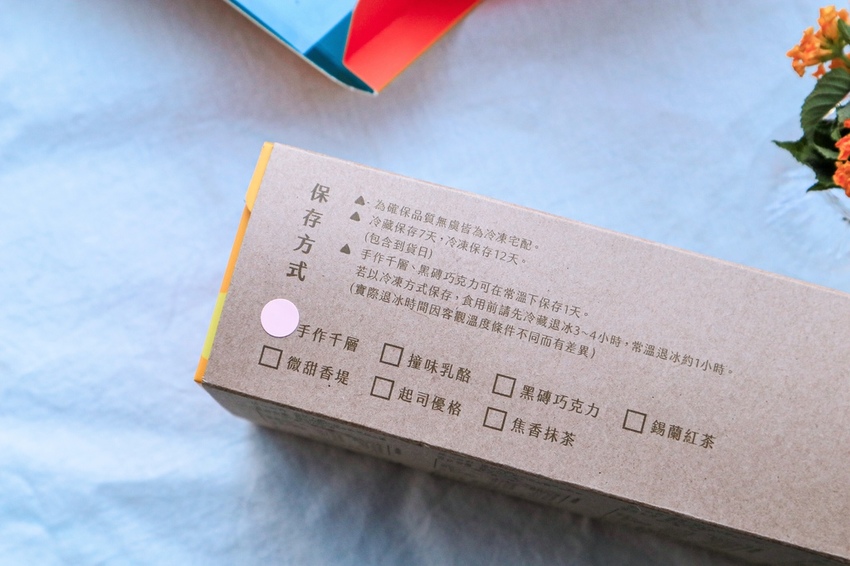 保存方式
▲ 為確保品質無虞皆為冷凍宅配。
▲ 冷藏保存7天,冷凍保存12天。
(包含到貨日)
▲ 手作千層、黑磚巧克力可在常溫下保存1天。
若以冷凍方式保存,食用前請先冷藏退冰3~4小時,常溫退冰約1小時。
(實際退冰時間因客觀溫度條件不同而有差異)
手作千層 □ 撞味乳酪 □ 黑磚巧克力 □ 錫蘭紅茶
□ 微甜香堤 □ 起司優格 □ 焦香抹茶